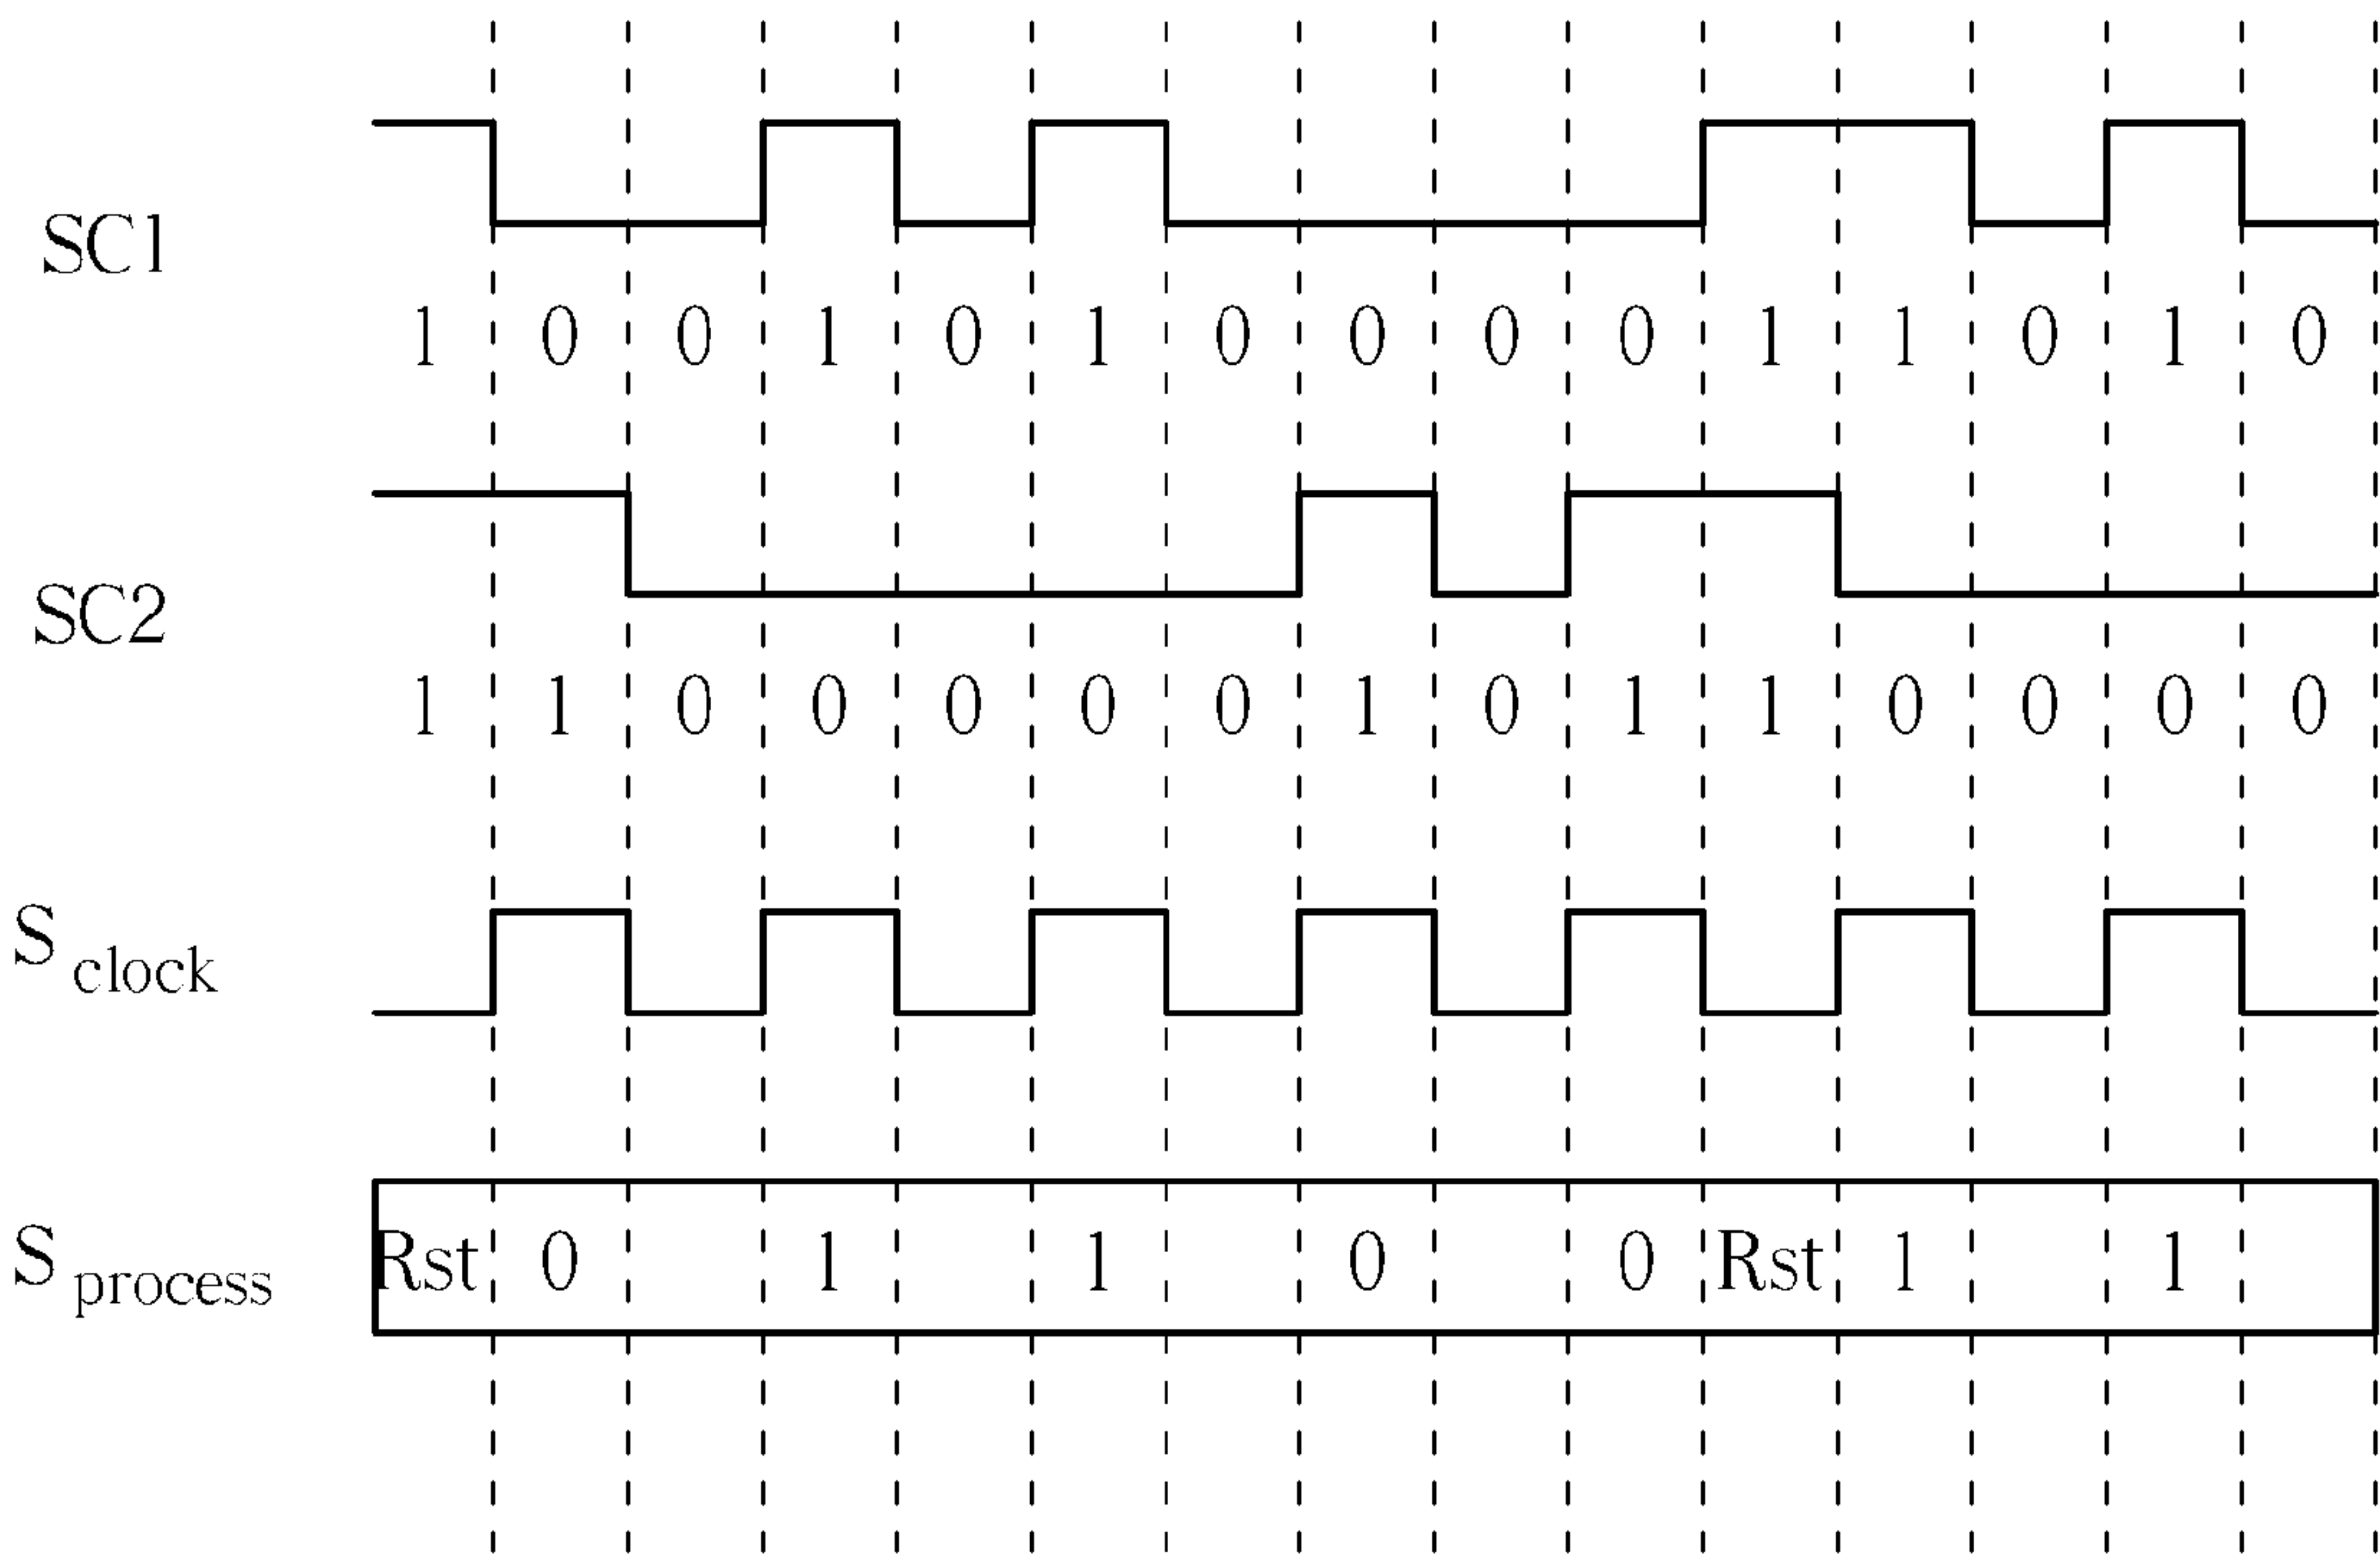 SC1
1 0 0 1 0 1 0 0 0 0 1 1 0 1 0
SC2
1 1 0 0 0 0 0 1 0 1 1 0 0 0 0
S clock
S process
Rst 0 1 1 0 0 Rst 1 1